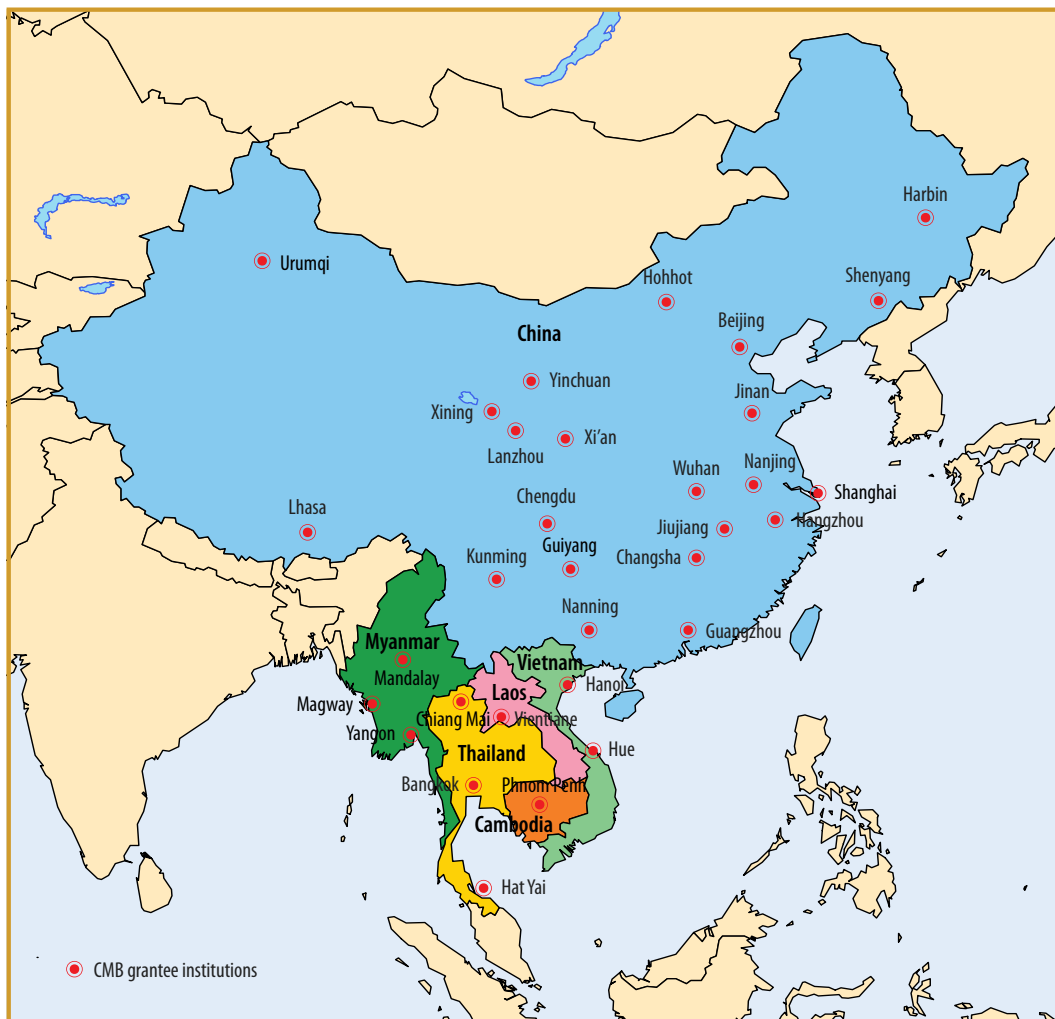 Harbin
Urumqi
Shenyang
Hohhot
Beijing
China
Yinchuan
Jinan
Xining
Lanzhou
Xi'an
Wuhan
Nanjing
Shanghai
Chengdu
Lhasa
Jiujiang
Hangzhou
Guiyang
Kunming
Changsha
Nanning
Guangzhou
Myanmar
Vietnam
Mandalay
Hanoi
Laos
Magway
Chiang Mai
Vientiane
Yangon
Thailand
Hue
Bangkok
Phnom Penh
Cambodia
Hat Yai
CMB grantee institutions